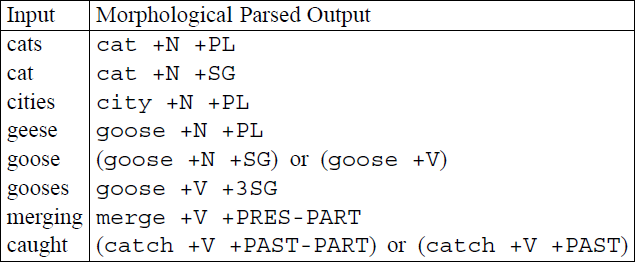 Input Morphological Parsed Output
cats cat +N +PL
cat cat +N +SG
cities city +N +PL
geese goose +N +PL
goose (goose +N +SG) or (goose +V)
gooses goose +V +3SG
merging merge +V +PRES-PART
caught (catch +V +PAST-PART) or (catch +V +PAST)